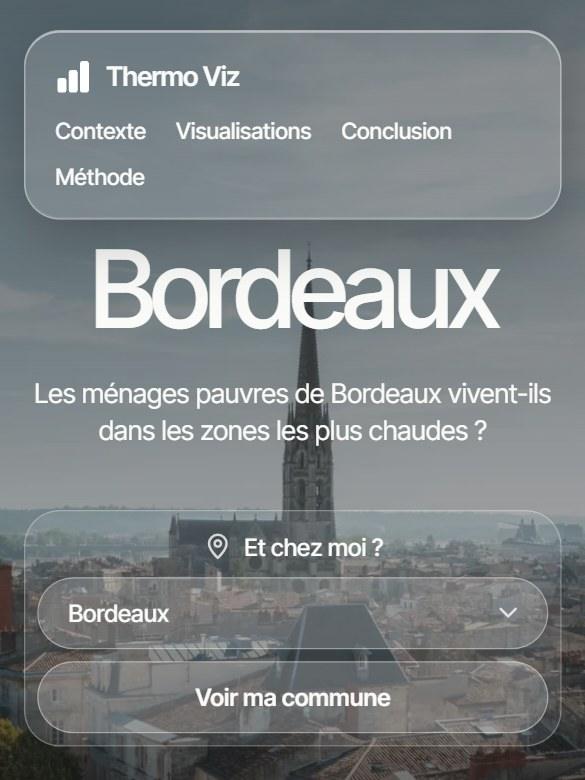 Thermo Viz
Contexte Visualisations Conclusion
Méthode
Bordeaux
Les ménages pauvres de Bordeaux vivent-ils
dans les zones les plus chaudes ?
Et chez moi ?
Bordeaux
Voir ma commune